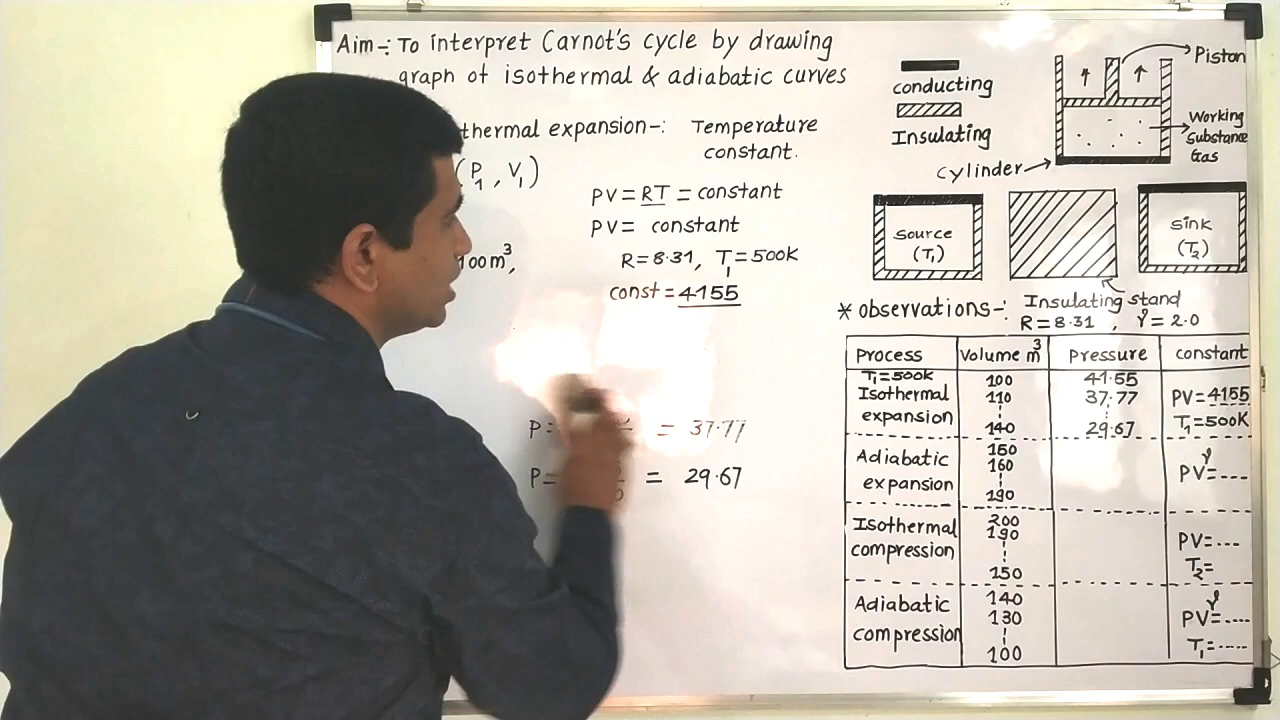 Aim-: To interpret Carnot's cycle by drawing
graph of isothermal & adiabatic curves
thermal expansion-: Temperature
constant.
(P₁, V₁)
PV = RT = constant
PV = constant
100m³,
R = 8.31, T₁ = 500K
const = 4155
P= = 37.77
P= = 29.67
conducting
Insulating
Piston
Working
Substance
Gas
Cylinder
Source
(T₁)
Sink
(T₂)
Insulating stand
* observations-:
R = 8.31 , γ = 2.0
Process Volume m³ Pressure constant
T₁=500K 100 41.55
Isothermal 110 37.77 PV=4155
expansion 140 29.67 T₁=500K
150
Adiabatic 160 PV^γ=----
expansion 190
200
Isothermal 190 PV=---
compression 150 T₂=
Adiabatic 140 PV^γ=----
130
compression 100 T₁=-----